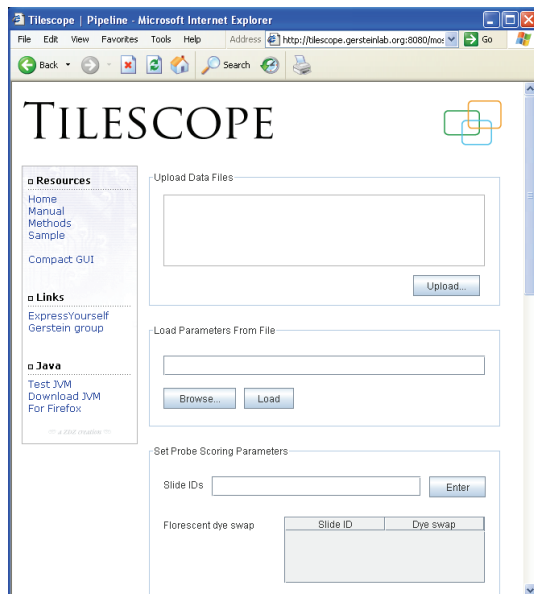 Tilescope | Pipeline - Microsoft Internet Explorer
File Edit View Favorites Tools Help Address http://tilescope.gersteinlab.org:8080/mos Go
Back Search
TILESCOPE
Resources
Home
Manual
Methods
Sample
Compact GUI
Links
ExpressYourself
Gerstein group
Java
Test JVM
Download JVM
For Firefox
Upload Data Files
Upload...
Load Parameters From File
Browse... Load
Set Probe Scoring Parameters
Slide IDs Enter
Florescent dye swap Slide ID Dye swap